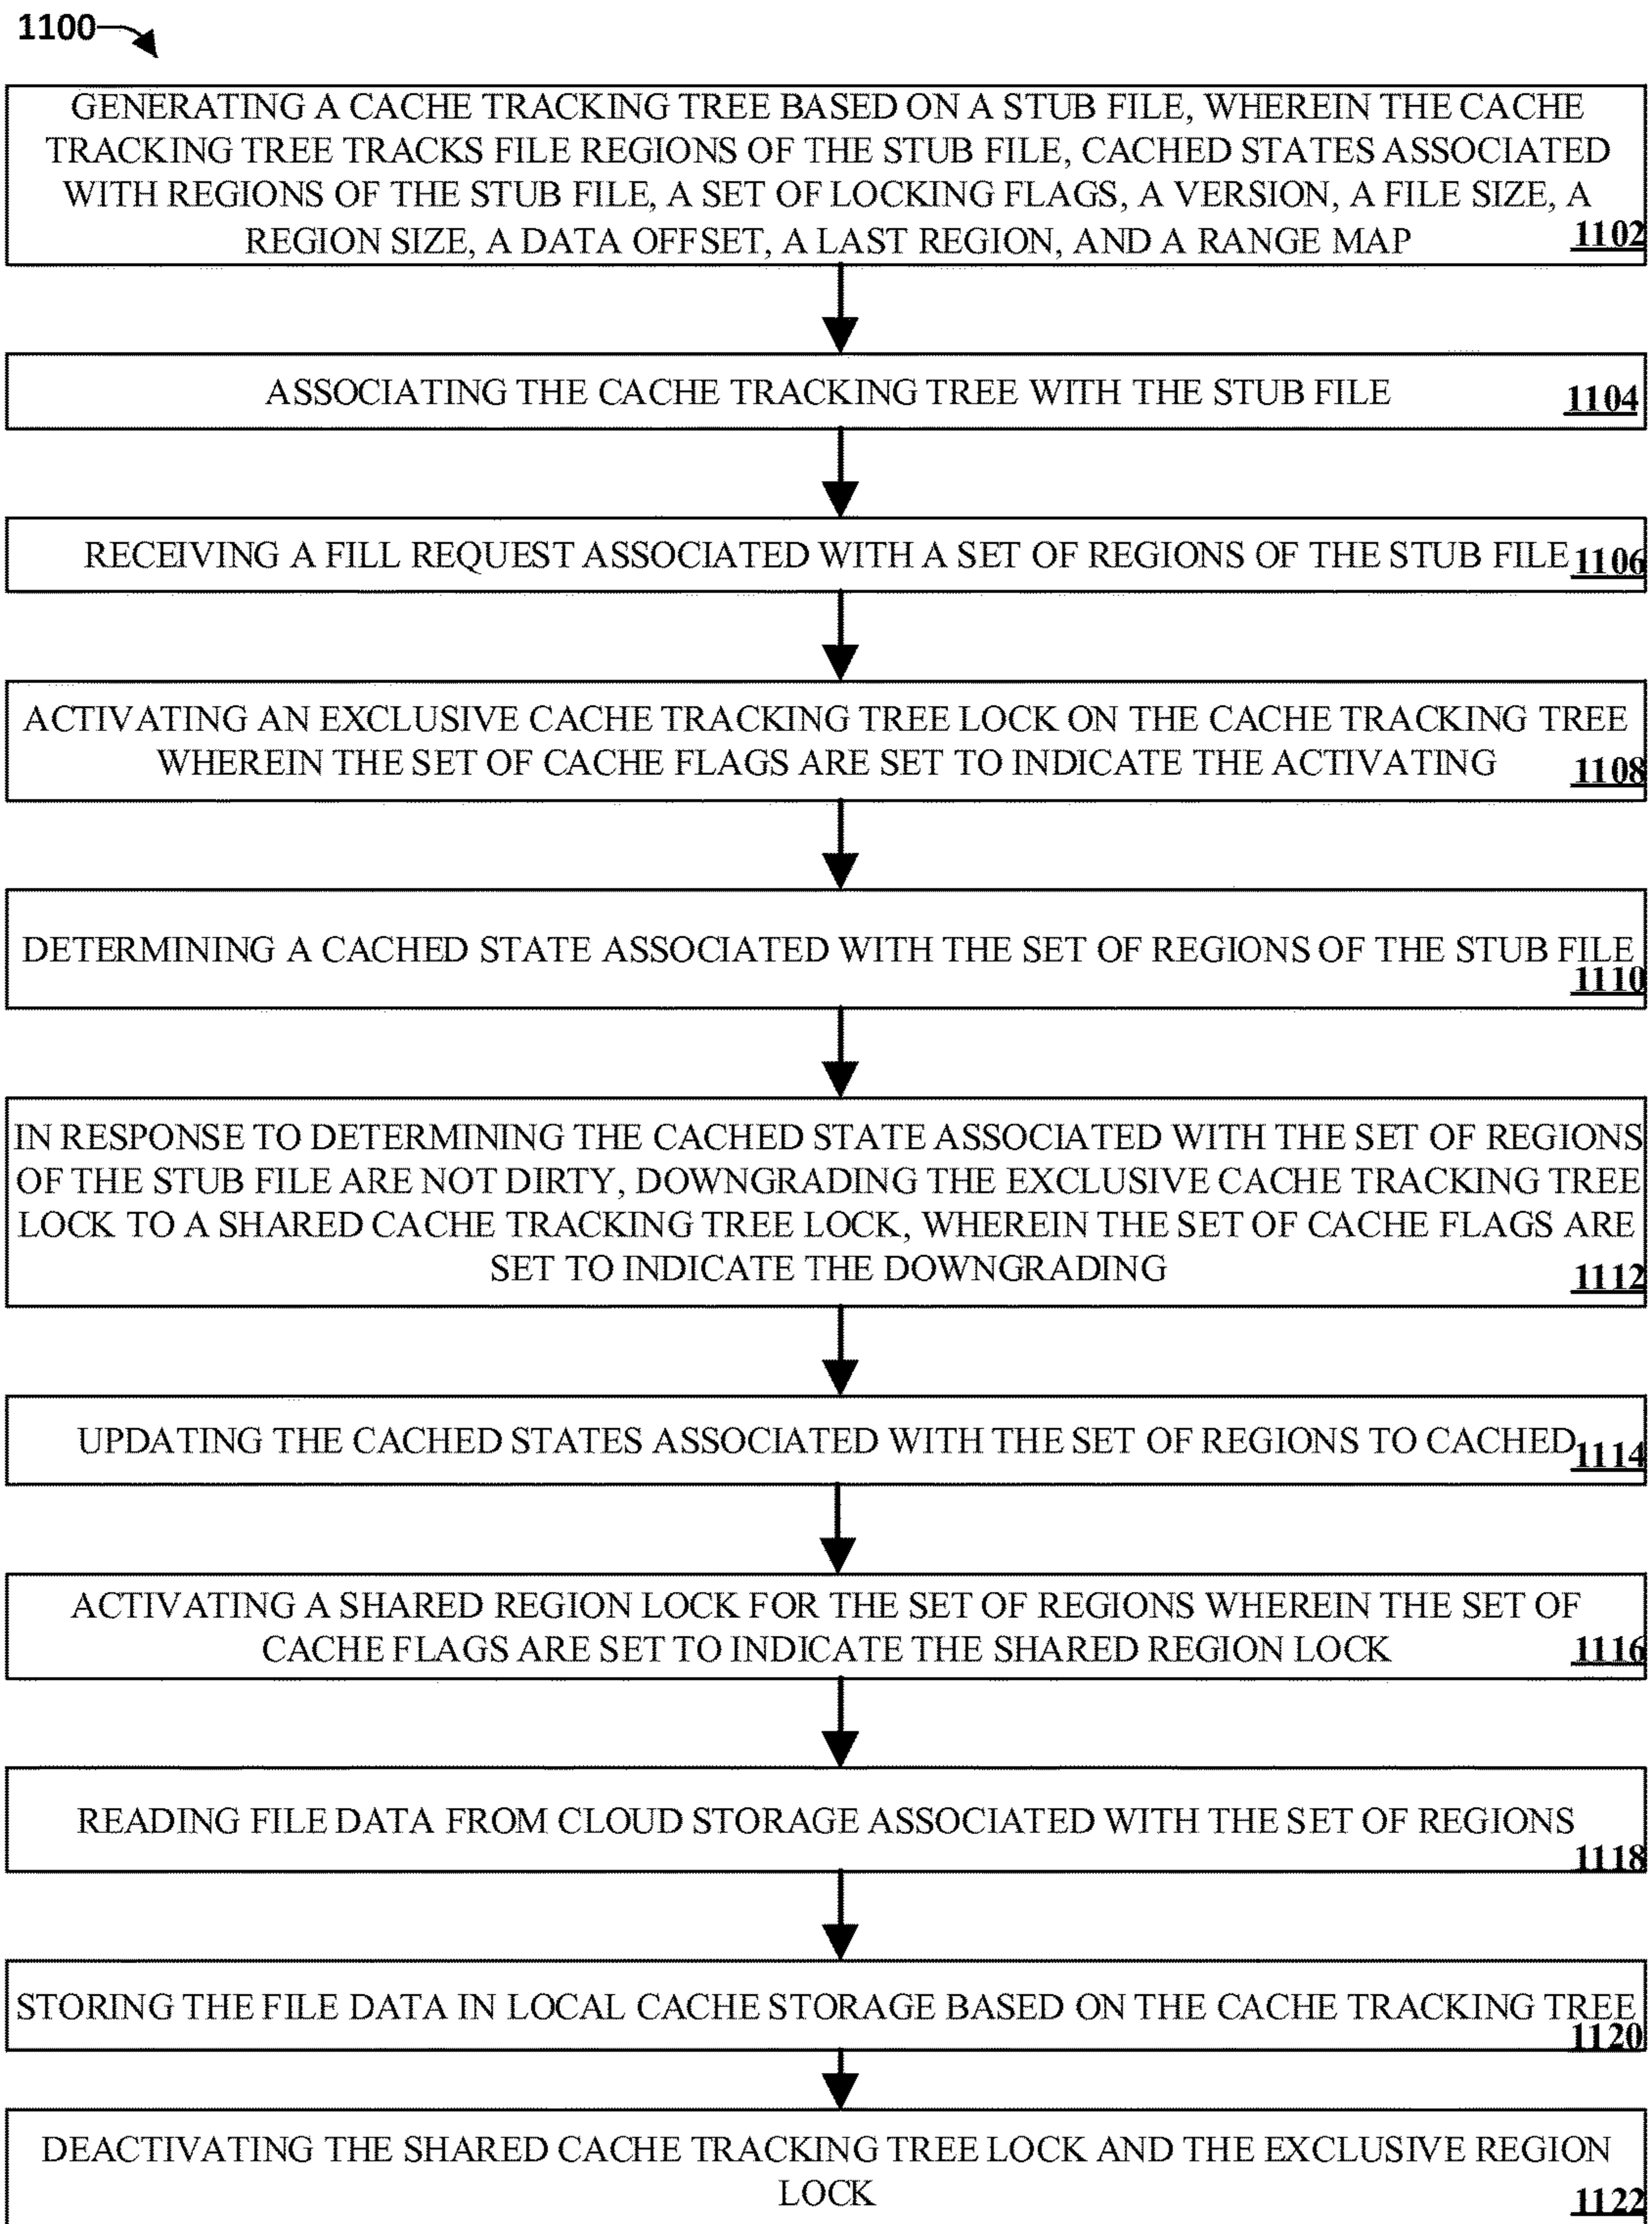 1100
GENERATING A CACHE TRACKING TREE BASED ON A STUB FILE, WHEREIN THE CACHE
TRACKING TREE TRACKS FILE REGIONS OF THE STUB FILE, CACHED STATES ASSOCIATED
WITH REGIONS OF THE STUB FILE, A SET OF LOCKING FLAGS, A VERSION, A FILE SIZE, A
REGION SIZE, A DATA OFFSET, A LAST REGION, AND A RANGE MAP 1102
ASSOCIATING THE CACHE TRACKING TREE WITH THE STUB FILE 1104
RECEIVING A FILL REQUEST ASSOCIATED WITH A SET OF REGIONS OF THE STUB FILE 1106
ACTIVATING AN EXCLUSIVE CACHE TRACKING TREE LOCK ON THE CACHE TRACKING TREE
WHEREIN THE SET OF CACHE FLAGS ARE SET TO INDICATE THE ACTIVATING 1108
DETERMINING A CACHED STATE ASSOCIATED WITH THE SET OF REGIONS OF THE STUB FILE
1110
IN RESPONSE TO DETERMINING THE CACHED STATE ASSOCIATED WITH THE SET OF REGIONS
OF THE STUB FILE ARE NOT DIRTY, DOWNGRADING THE EXCLUSIVE CACHE TRACKING TREE
LOCK TO A SHARED CACHE TRACKING TREE LOCK, WHEREIN THE SET OF CACHE FLAGS ARE
SET TO INDICATE THE DOWNGRADING 1112
UPDATING THE CACHED STATES ASSOCIATED WITH THE SET OF REGIONS TO CACHED 1114
ACTIVATING A SHARED REGION LOCK FOR THE SET OF REGIONS WHEREIN THE SET OF
CACHE FLAGS ARE SET TO INDICATE THE SHARED REGION LOCK 1116
READING FILE DATA FROM CLOUD STORAGE ASSOCIATED WITH THE SET OF REGIONS
1118
STORING THE FILE DATA IN LOCAL CACHE STORAGE BASED ON THE CACHE TRACKING TREE
1120
DEACTIVATING THE SHARED CACHE TRACKING TREE LOCK AND THE EXCLUSIVE REGION
LOCK 1122